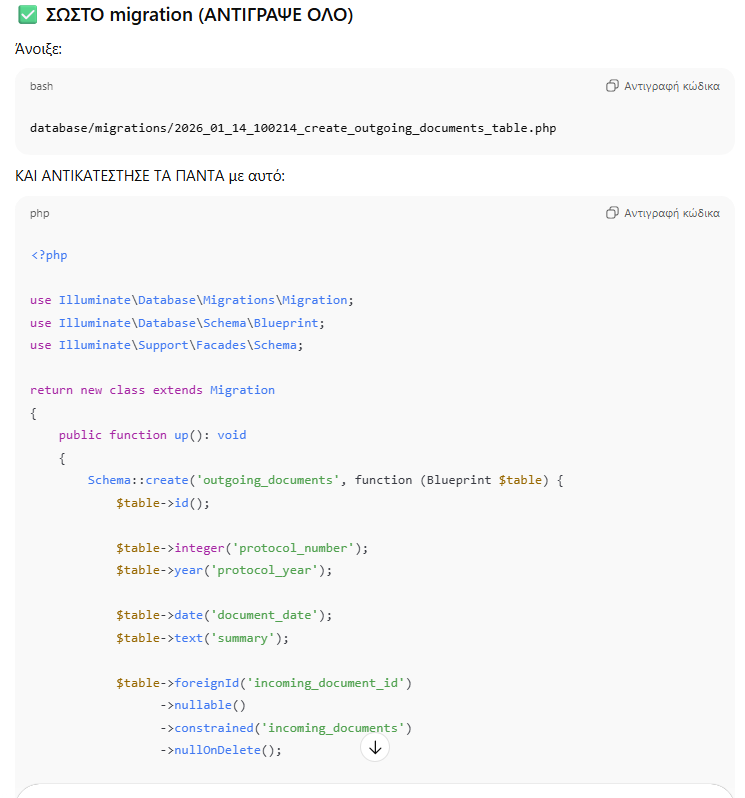 ✅ ΣΩΣΤΟ migration (ΑΝΤΙΓΡΑΨΕ ΟΛΟ)
Άνοιξε:
bash
Αντιγραφή κώδικα
database/migrations/2026_01_14_100214_create_outgoing_documents_table.php
ΚΑΙ ΑΝΤΙΚΑΤΕΣΤΗΣΕ ΤΑ ΠΑΝΤΑ με αυτό:
php
Αντιγραφή κώδικα
<?php
use Illuminate\Database\Migrations\Migration;
use Illuminate\Database\Schema\Blueprint;
use Illuminate\Support\Facades\Schema;
return new class extends Migration
{
    public function up(): void
    {
        Schema::create('outgoing_documents', function (Blueprint $table) {
            $table->id();
            $table->integer('protocol_number');
            $table->year('protocol_year');
            $table->date('document_date');
            $table->text('summary');
            $table->foreignId('incoming_document_id')
                  ->nullable()
                  ->constrained('incoming_documents')
                  ->nullOnDelete();